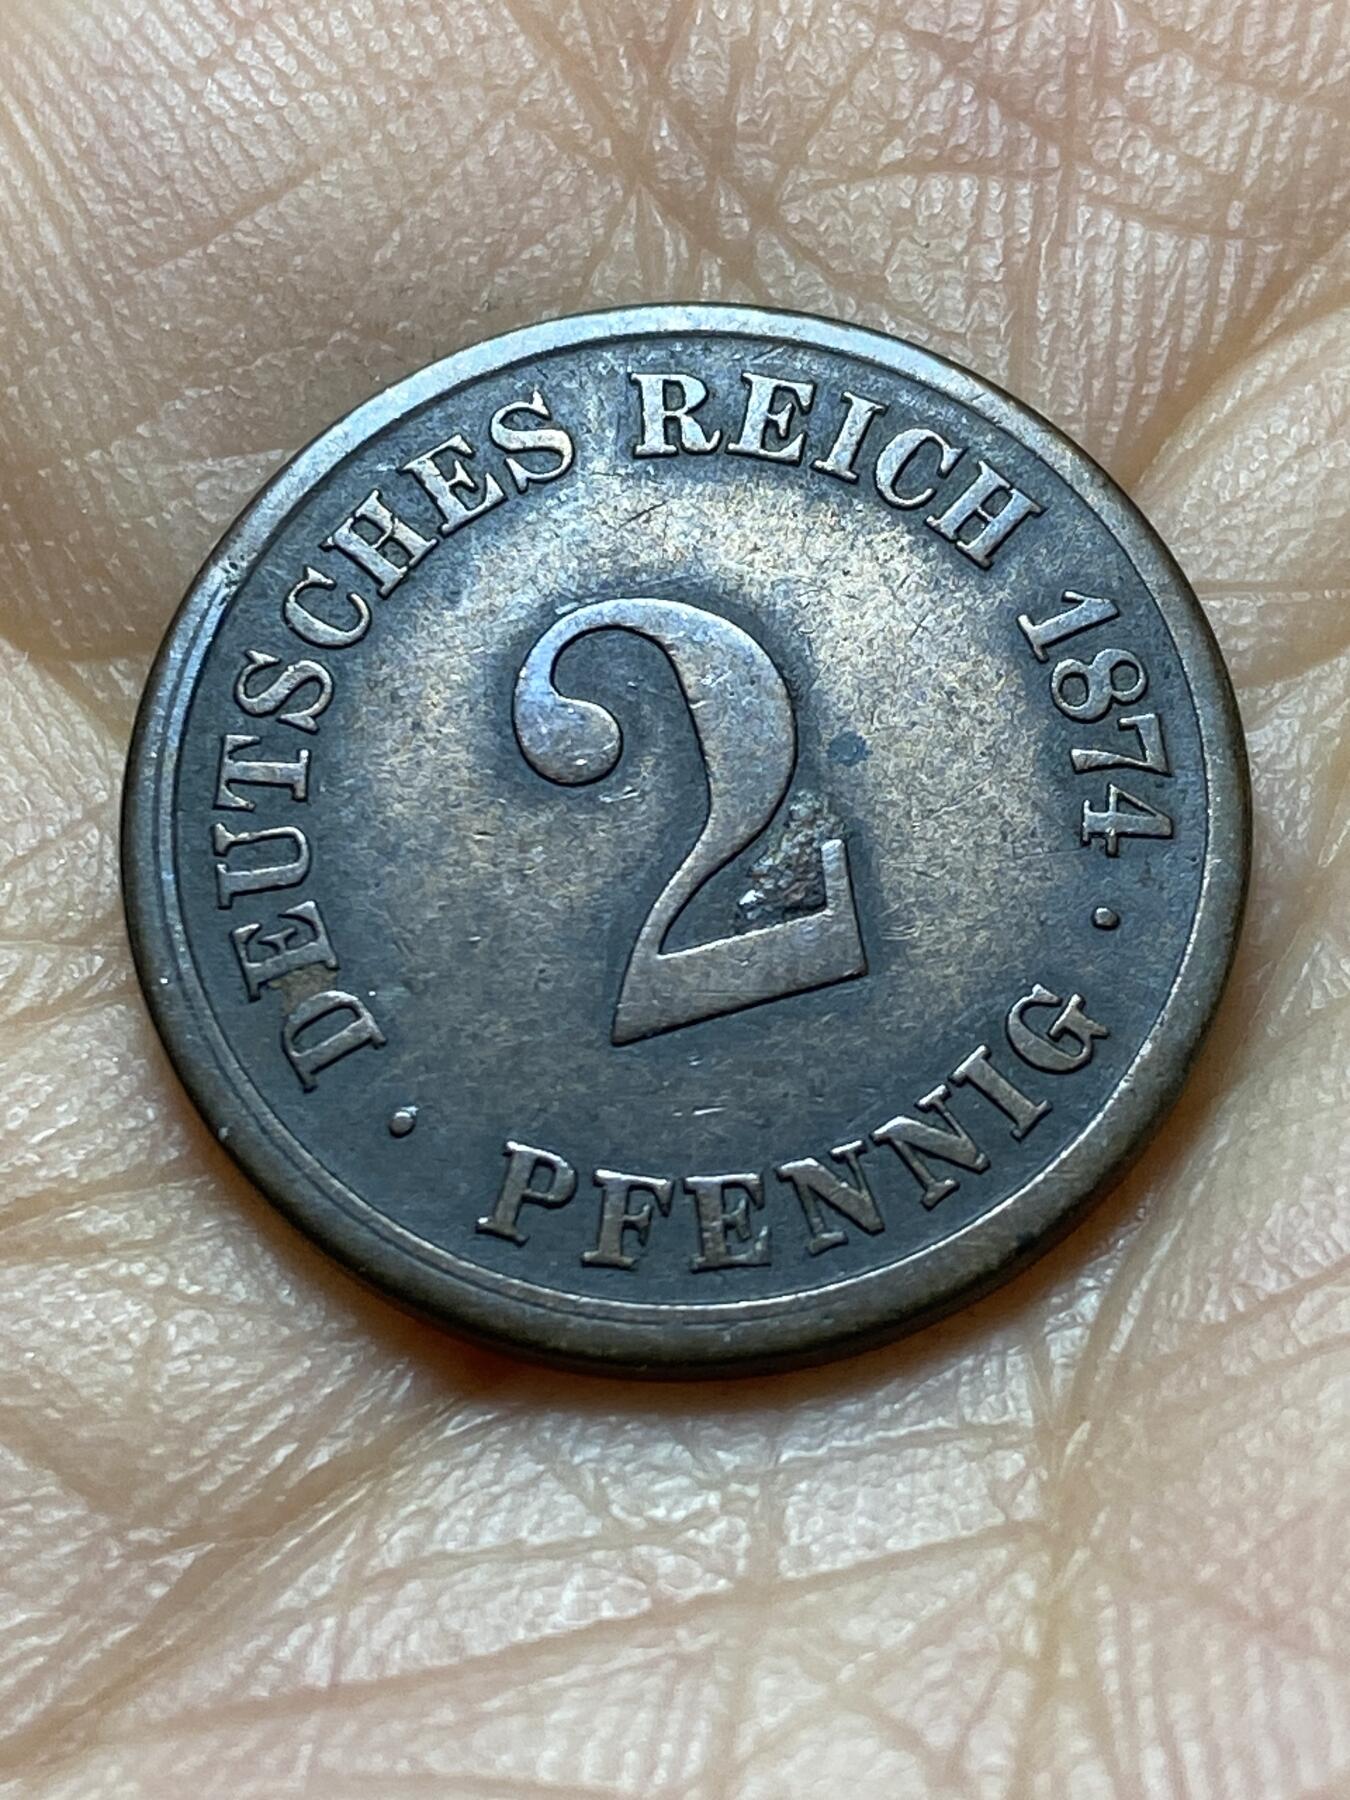 DEUTSCHES REICH 1874
2
· PFENNIG ·